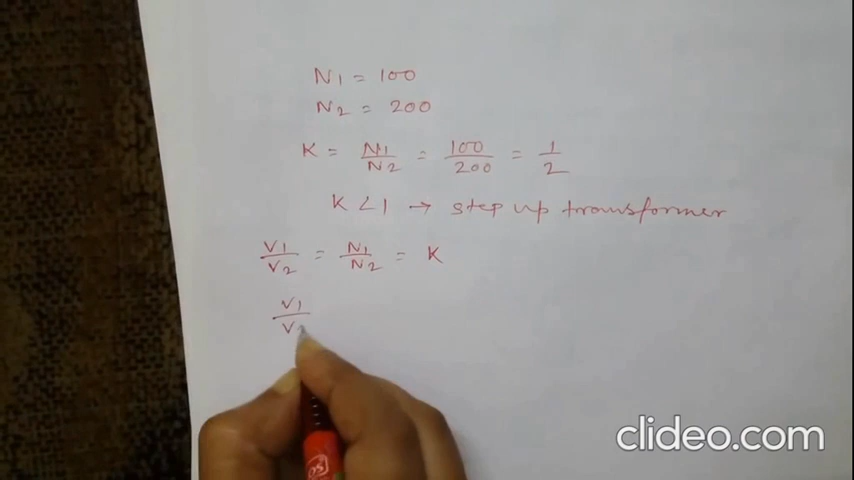 N1 = 100
N2 = 200
K = N1/N2 = 100/200 = 1/2
K < 1 → step up transformer
V1/V2 = N1/N2 = K
V1/V2
clideo.com